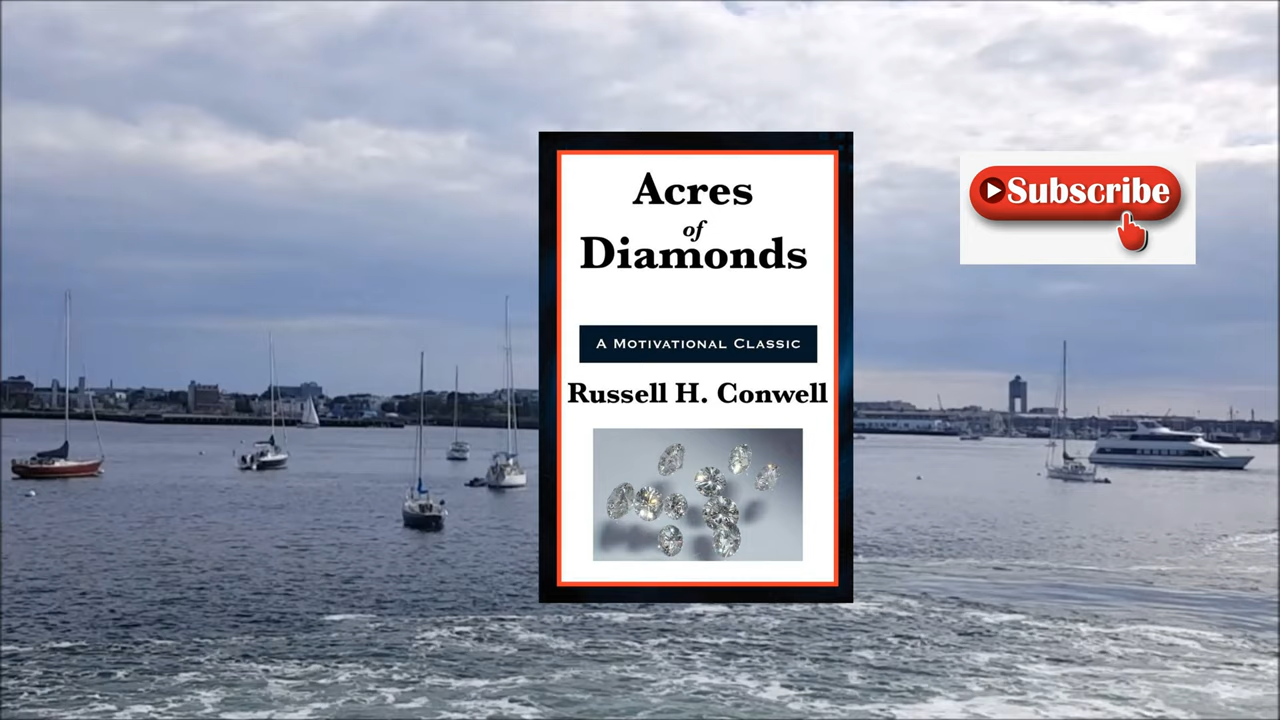 Acres
of
Diamonds
A MOTIVATIONAL CLASSIC
Russell H. Conwell
Subscribe